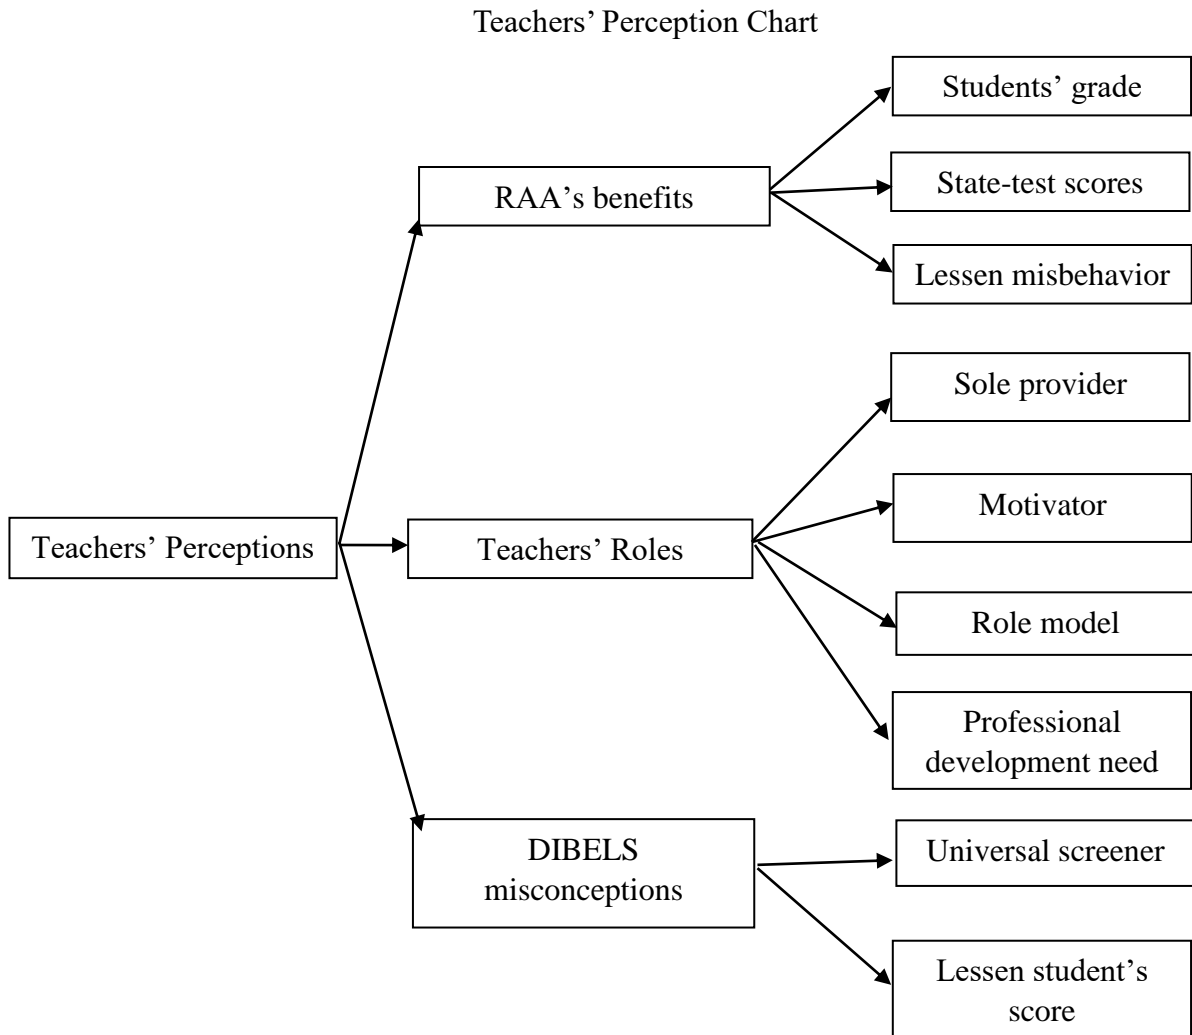 Teachers’ Perception Chart
Students’ grade
RAA’s benefits
State-test scores
Lessen misbehavior
Sole provider
Motivator
Teachers’ Perceptions
Teachers’ Roles
Role model
Professional
development need
DIBELS
misconceptions
Universal screener
Lessen student’s
score